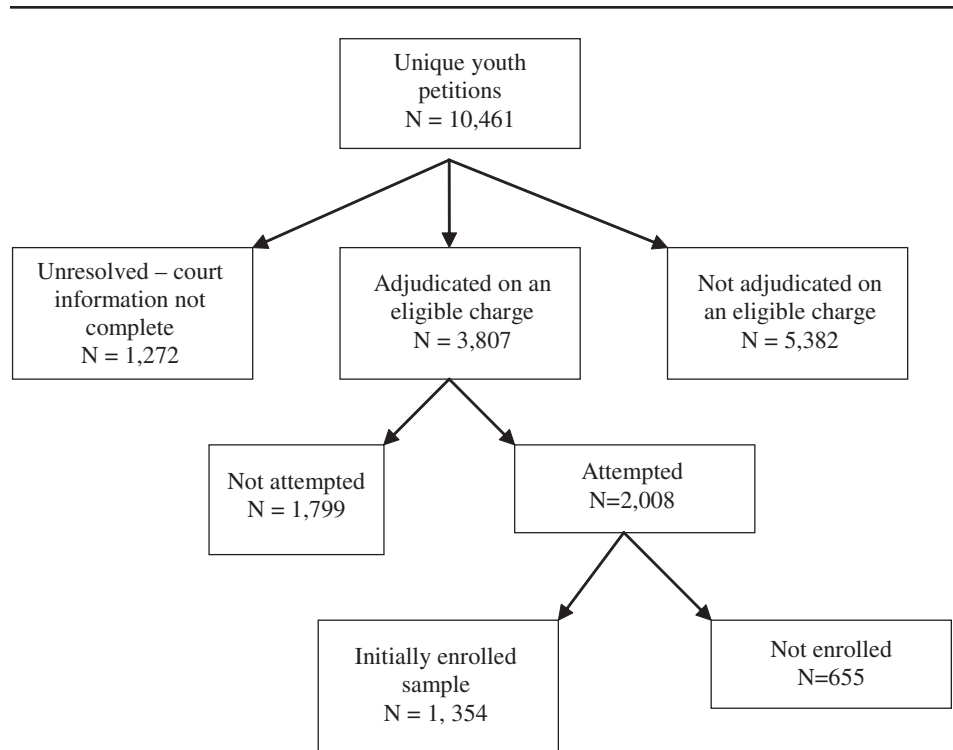 Unique youth
petitions
N = 10,461
Unresolved – court
information not
complete
N = 1,272
Adjudicated on an
eligible charge
N = 3,807
Not adjudicated on
an eligible charge
N = 5,382
Not attempted
N = 1,799
Attempted
N=2,008
Initially enrolled
sample
N = 1, 354
Not enrolled
N=655